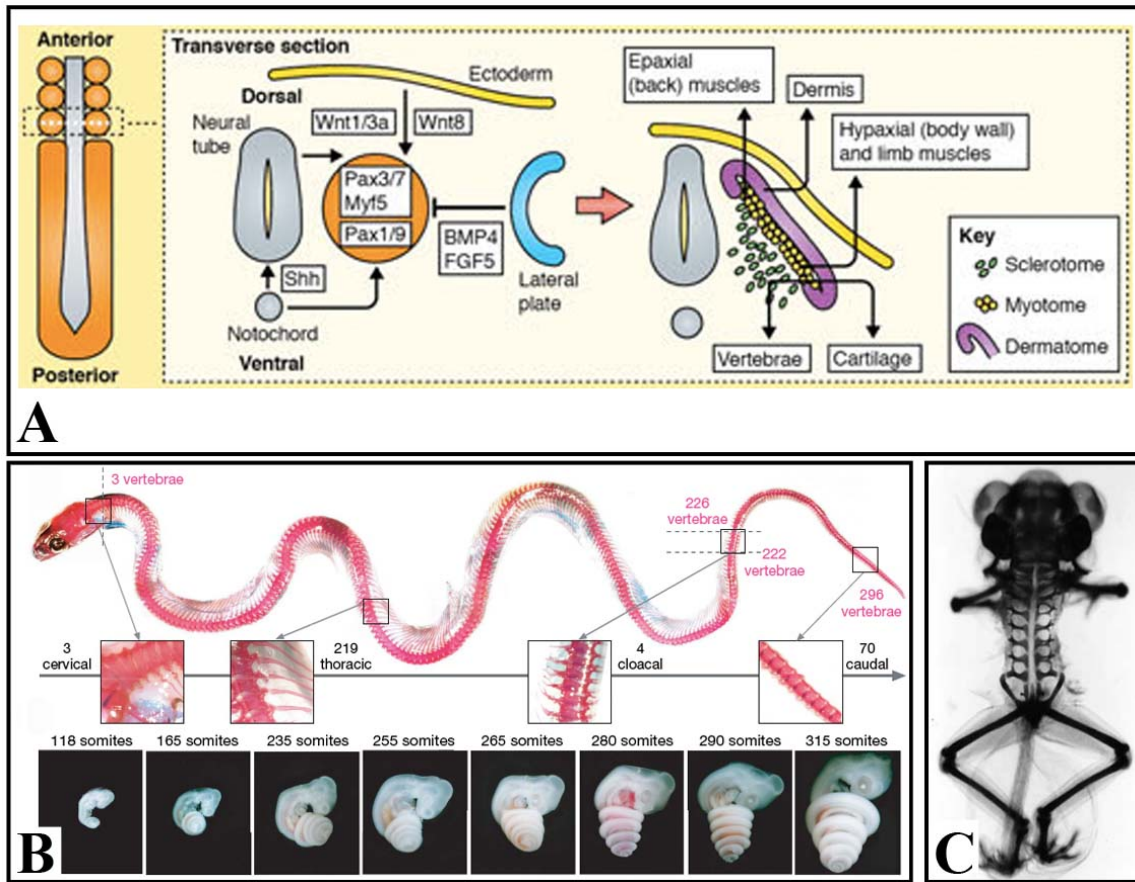 Anterior
Posterior
Transverse section
Dorsal
Neural
tube
Ectoderm
Wnt1/3a
Wnt8
Pax3/7
Myf5
Pax1/9
Shh
Notochord
Ventral
BMP4
FGF5
Lateral
plate
Epaxial
(back) muscles
Dermis
Hypaxial (body wall)
and limb muscles
Vertebrae
Cartilage
Key
Sclerotome
Myotome
Dermatome
A
3 vertebrae
226
vertebrae
222
vertebrae
296
vertebrae
3
cervical
219
thoracic
4
cloacal
70
caudal
118 somites
165 somites
235 somites
255 somites
265 somites
280 somites
290 somites
315 somites
B
C